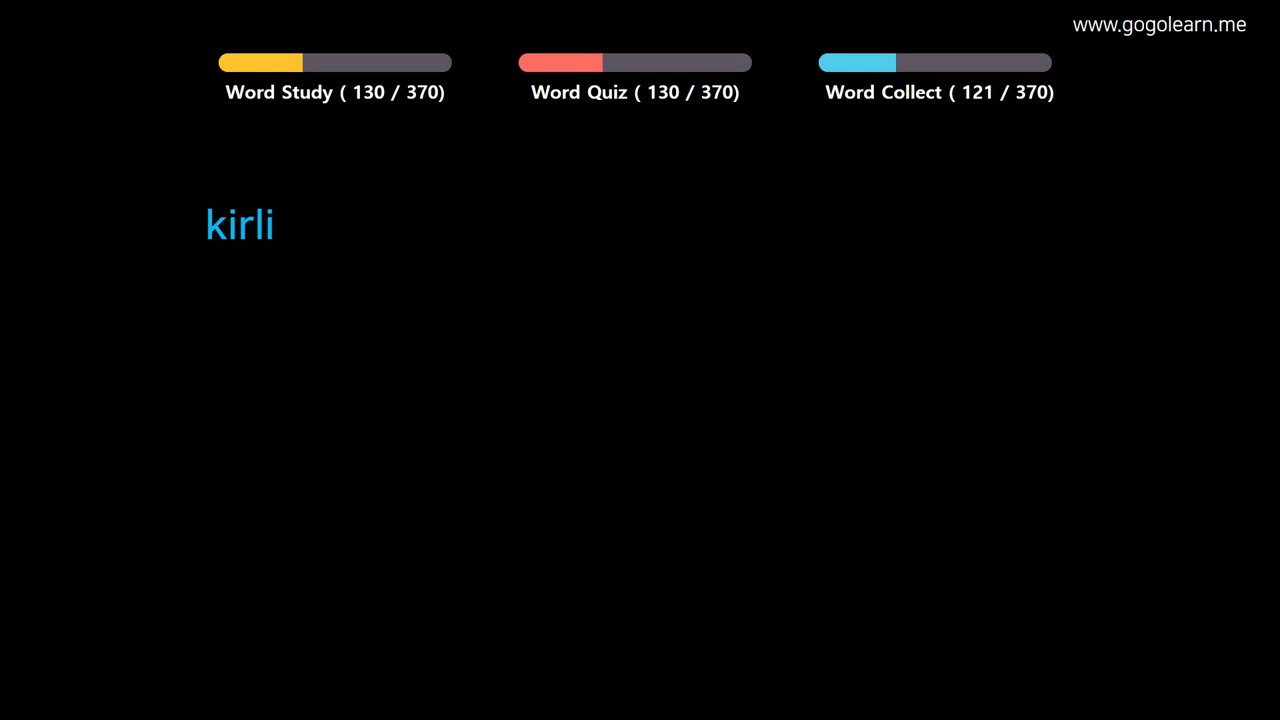 www.gogolearn.me
Word Study ( 130 / 370)
Word Quiz ( 130 / 370)
Word Collect ( 121 / 370)
kirli